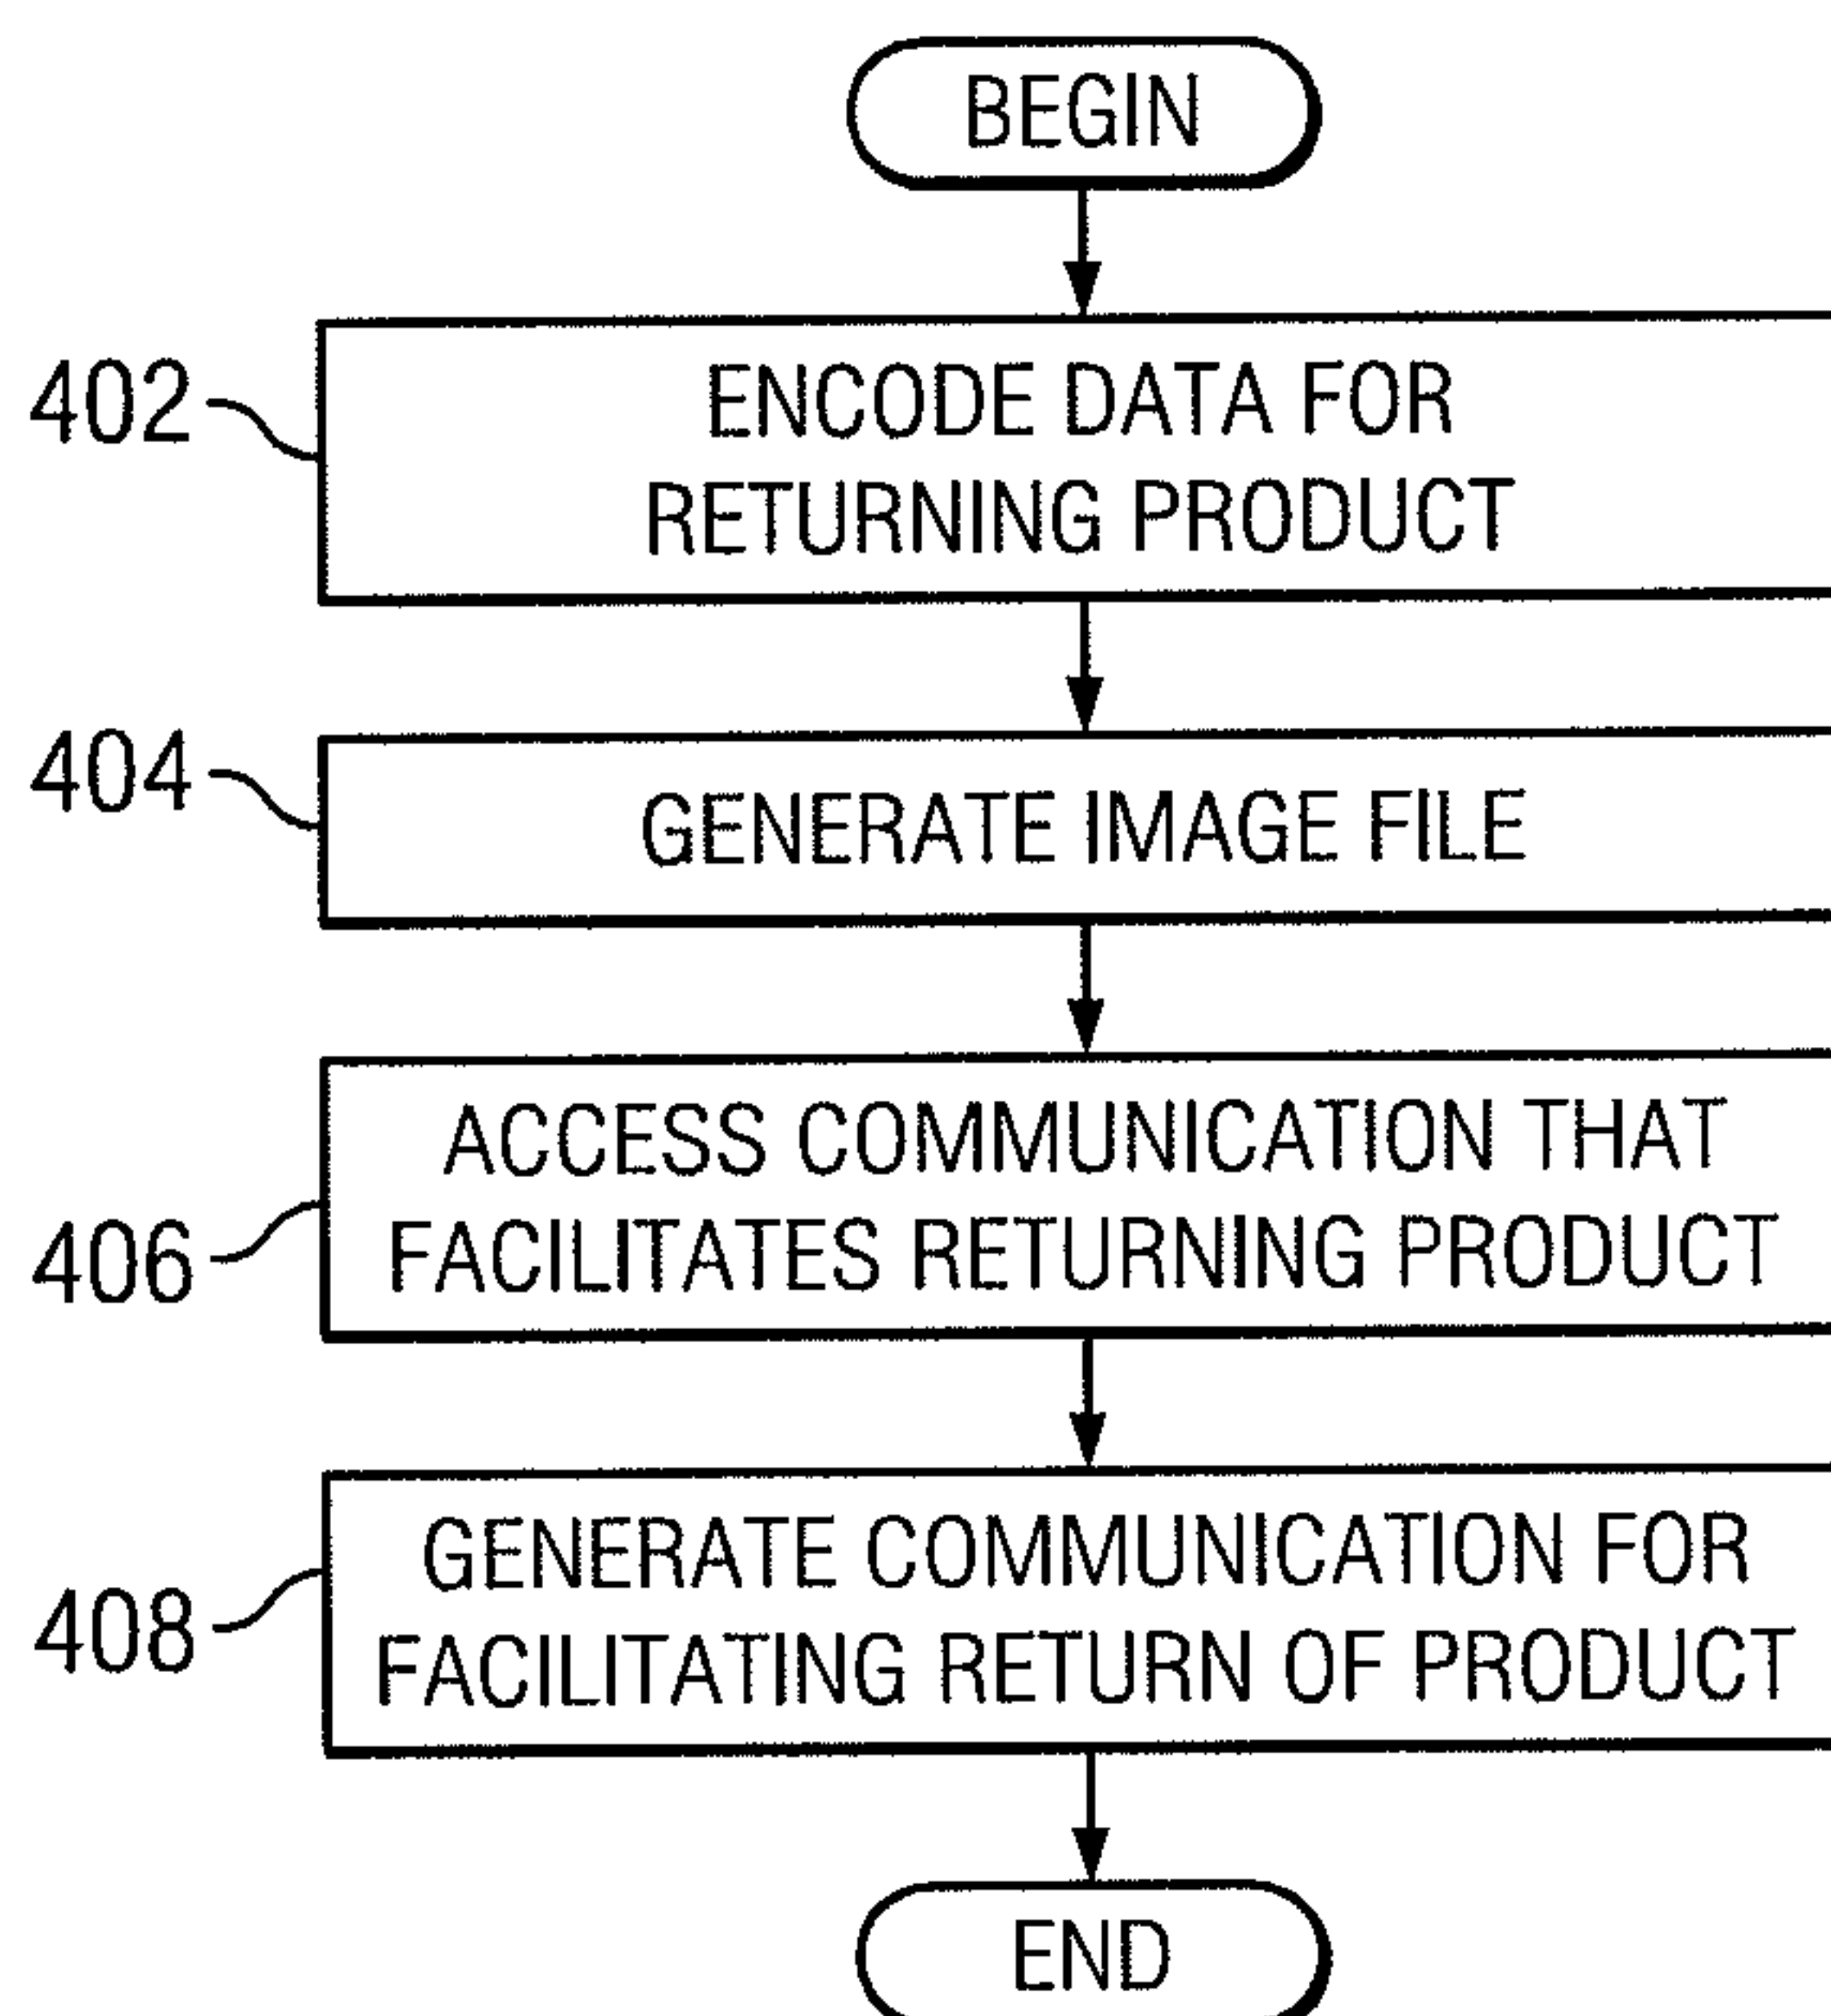 BEGIN
402
ENCODE DATA FOR
RETURNING PRODUCT
404
GENERATE IMAGE FILE
ACCESS COMMUNICATION THAT
FACILITATES RETURNING PRODUCT
406
GENERATE COMMUNICATION FOR
FACILITATING RETURN OF PRODUCT
408
END